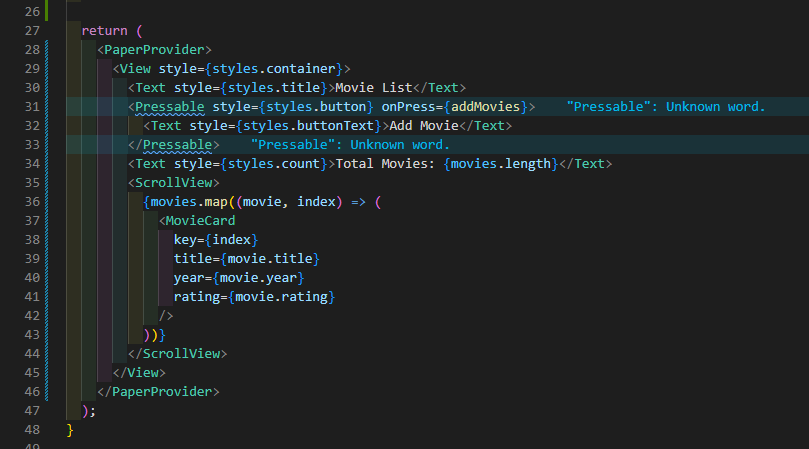 26
27 return (
28 <PaperProvider>
29 <View style={styles.container}>
30 <Text style={styles.title}>Movie List</Text>
31 <Pressable style={styles.button} onPress={addMovies}> "Pressable": Unknown word.
32 <Text style={styles.buttonText}>Add Movie</Text>
33 </Pressable> "Pressable": Unknown word.
34 <Text style={styles.count}>Total Movies: {movies.length}</Text>
35 <ScrollView>
36 {movies.map((movie, index) => (
37 <MovieCard
38 key={index}
39 title={movie.title}
40 year={movie.year}
41 rating={movie.rating}
42 />
43 ))}
44 </ScrollView>
45 </View>
46 </PaperProvider>
47 );
48 }
49